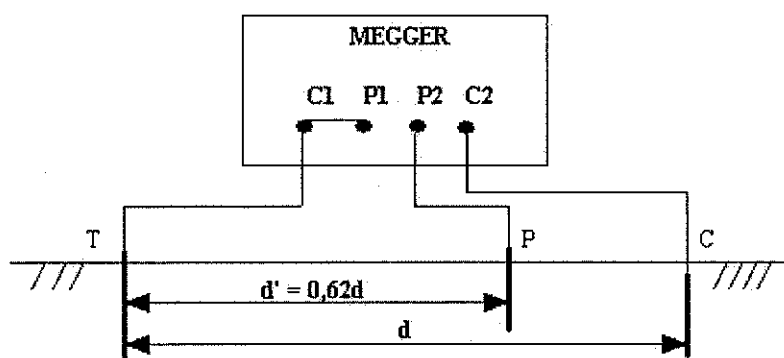 MEGGER
C1 P1 P2 C2
T P C
d' = 0,62d
d